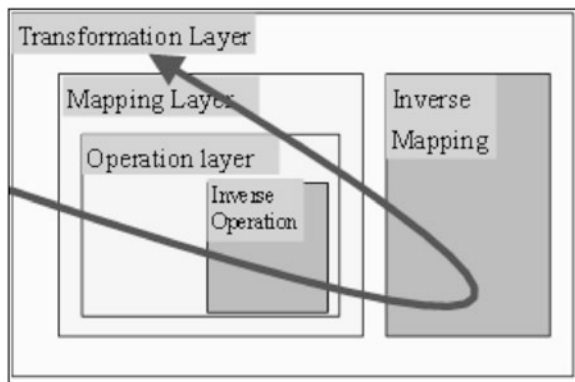 Transformation Layer
Mapping Layer
Inverse
Mapping
Operation layer
Inverse
Operation